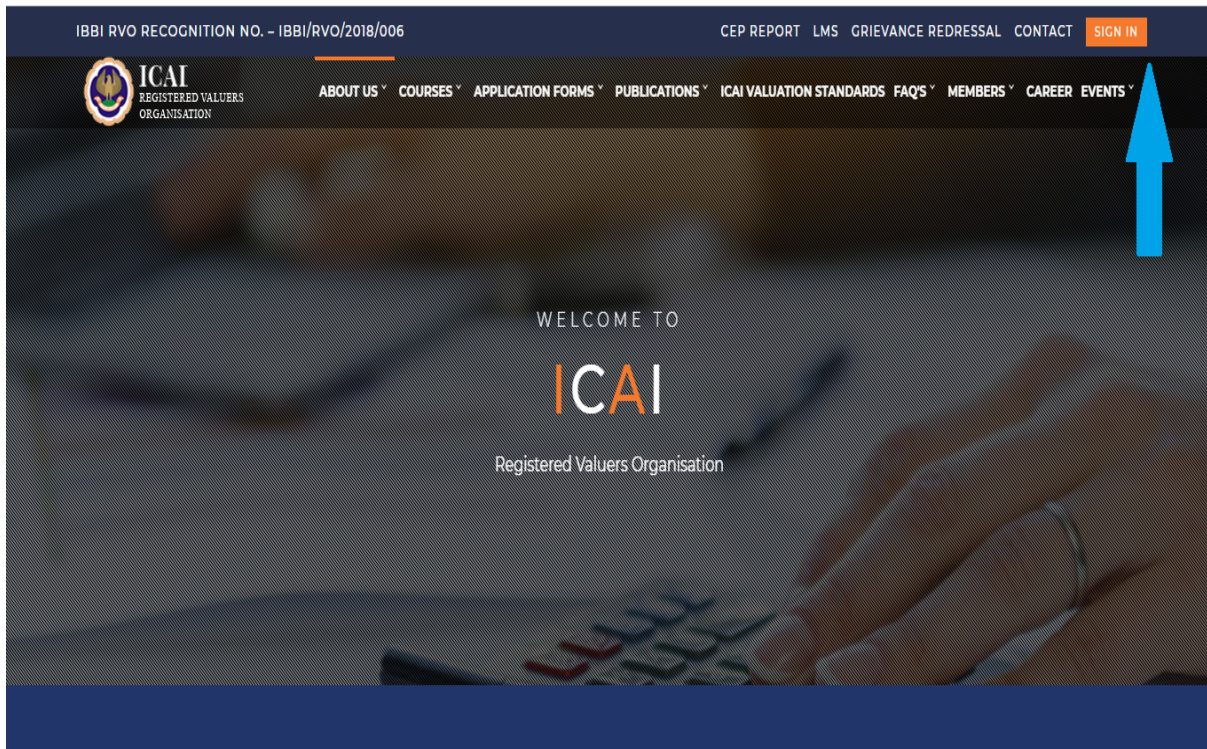 IBBI RVO RECOGNITION NO. – IBBI/RVO/2018/006 CEP REPORT LMS GRIEVANCE REDRESSAL CONTACT SIGN IN
ICAI
REGISTERED VALUERS
ORGANISATION
ABOUT US COURSES APPLICATION FORMS PUBLICATIONS ICAI VALUATION STANDARDS FAQ'S MEMBERS CAREER EVENTS
WELCOME TO
ICAI
Registered Valuers Organisation